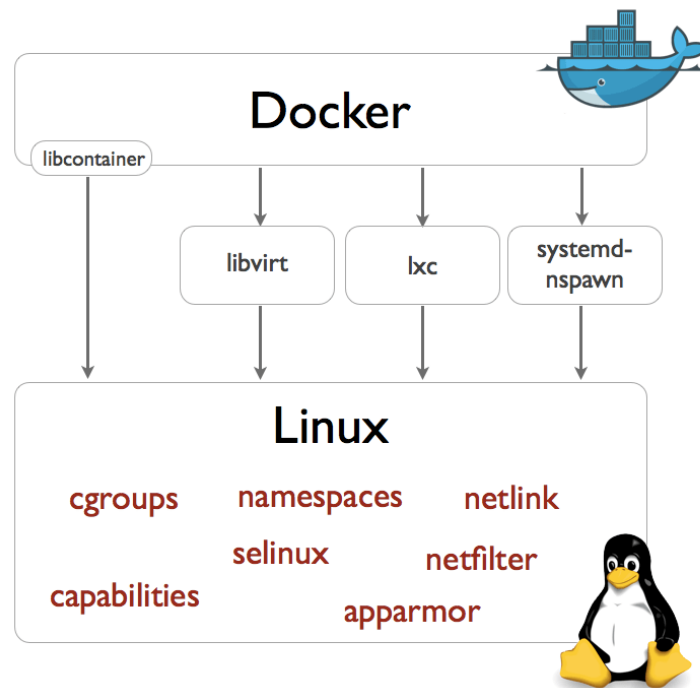 Docker
libcontainer
libvirt
lxc
systemd-
nspawn
Linux
cgroups
namespaces
netlink
selinux
netfilter
capabilities
apparmor